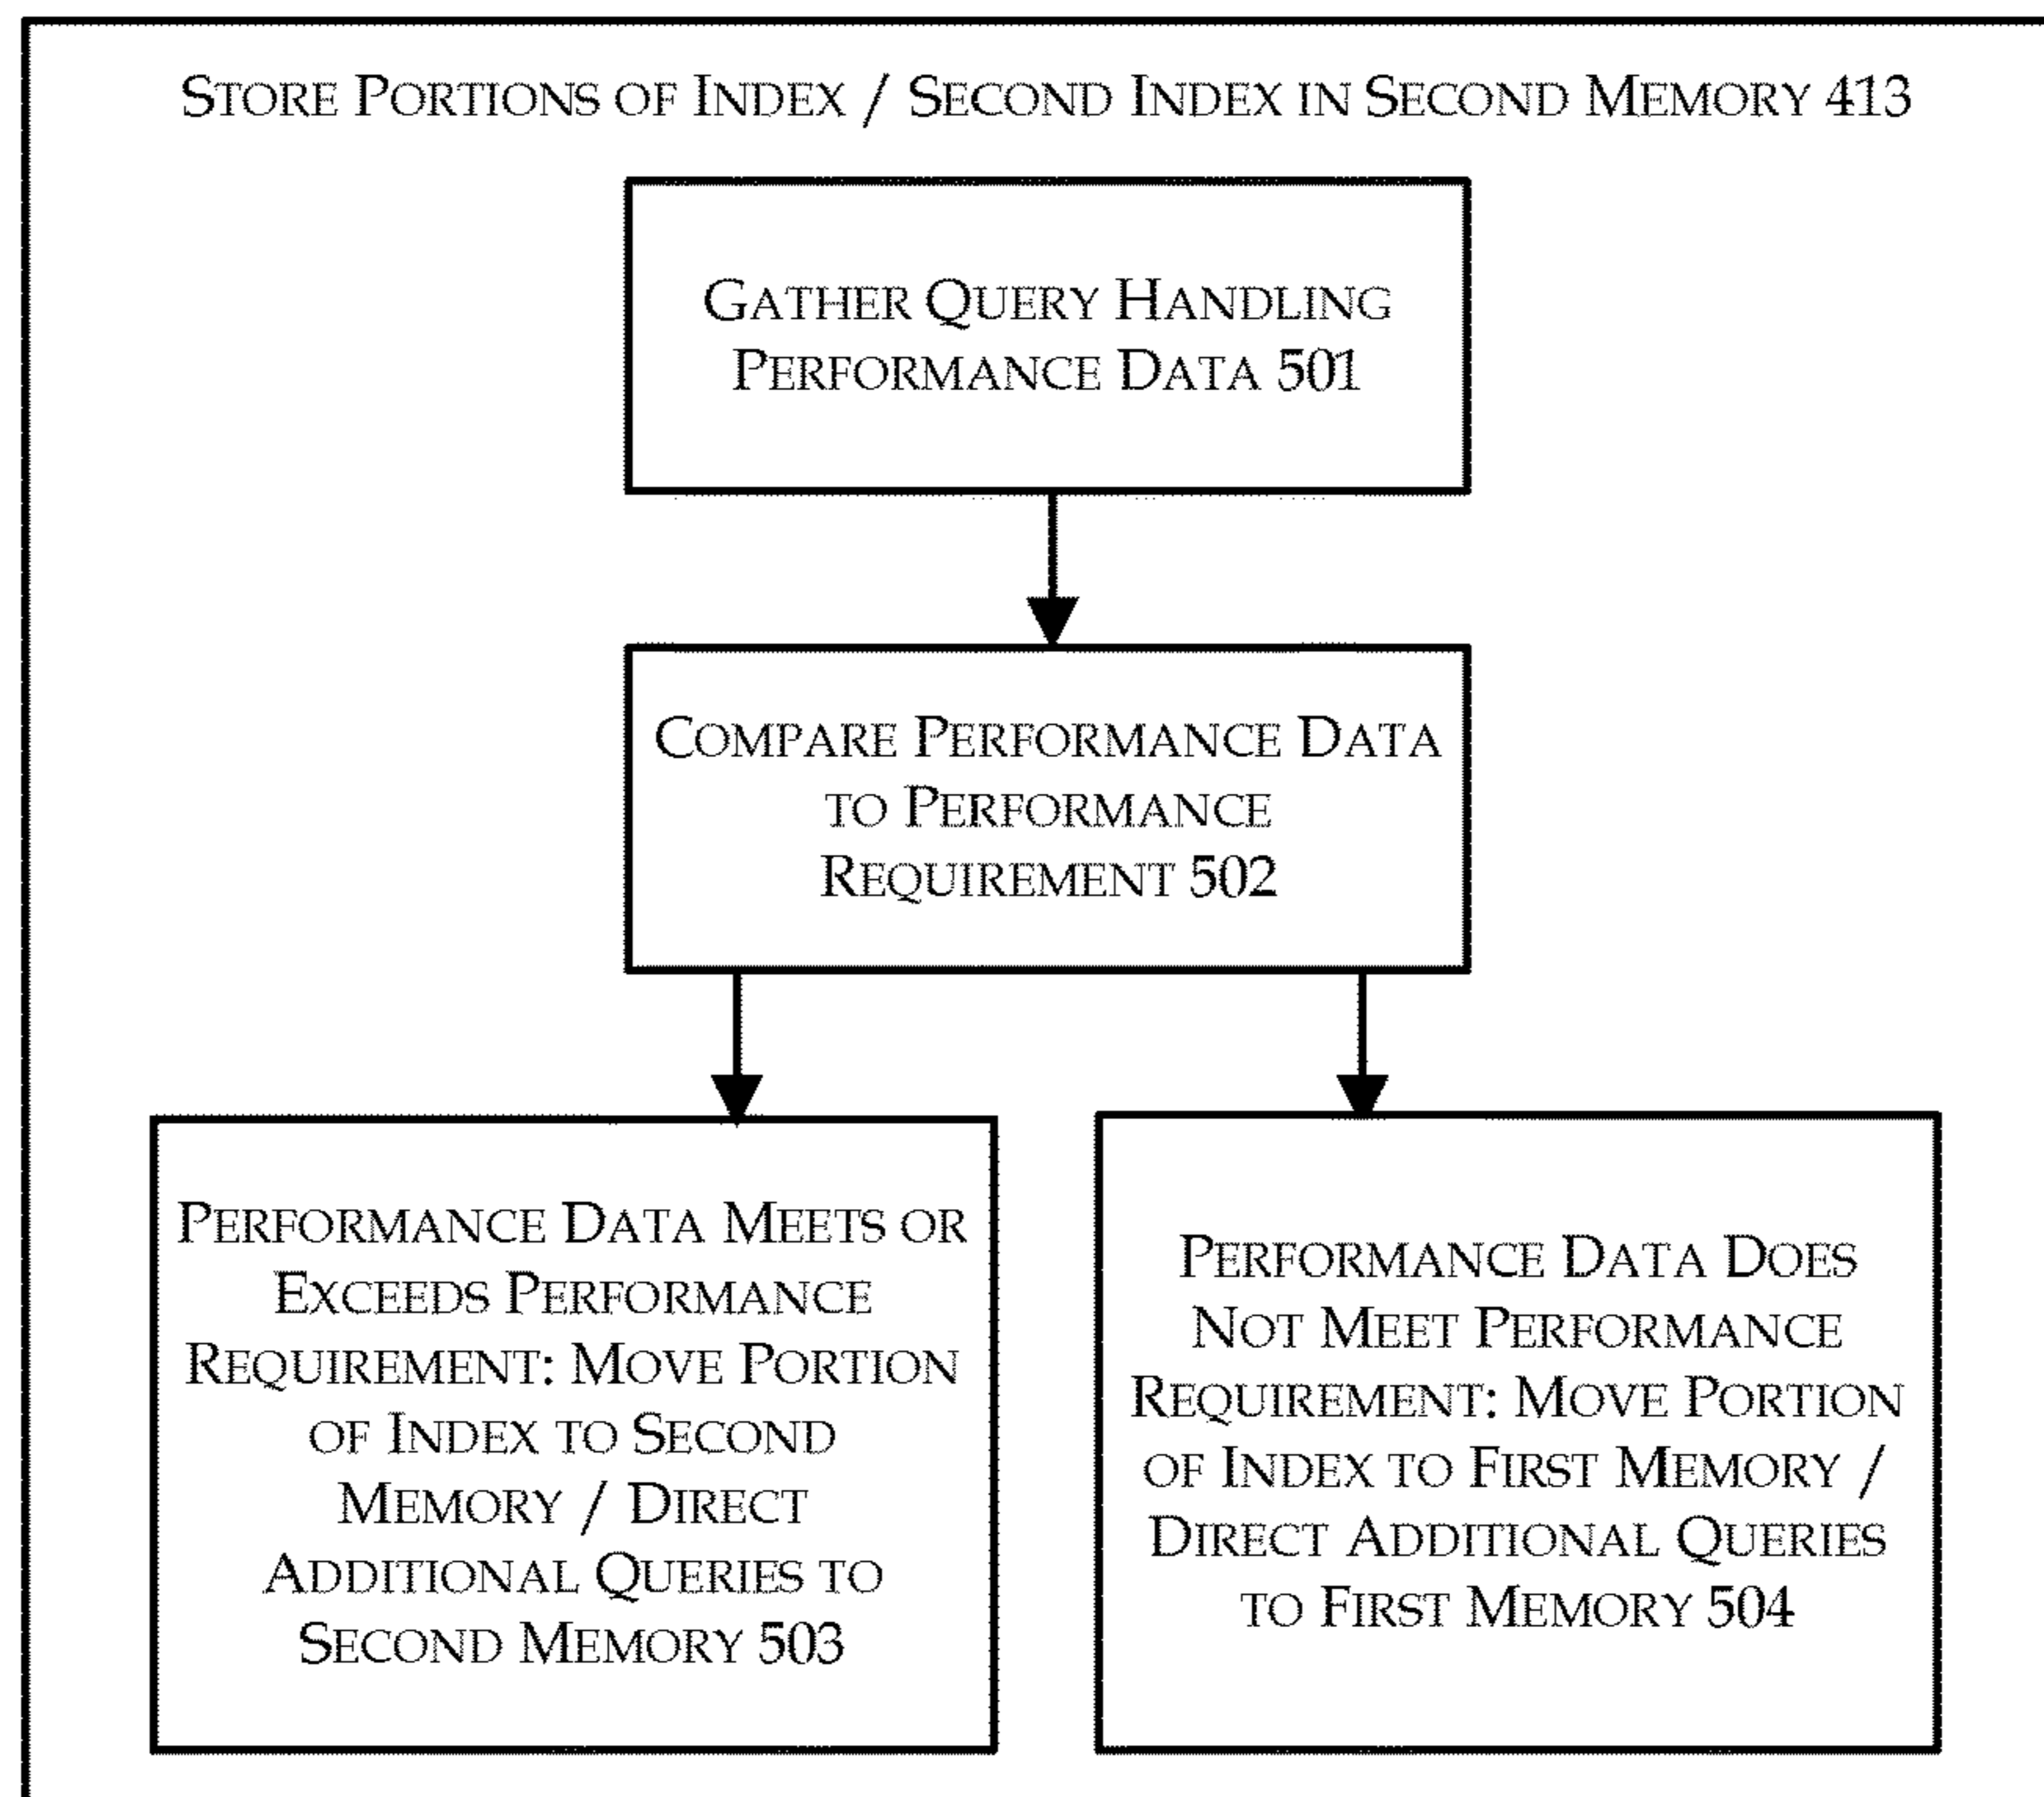 Store Portions of Index / Second Index in Second Memory 413
Gather Query Handling
Performance Data 501
Compare Performance Data
to Performance
Requirement 502
Performance Data Meets or
Exceeds Performance
Requirement: Move Portion
of Index to Second
Memory / Direct
Additional Queries to
Second Memory 503
Performance Data Does
Not Meet Performance
Requirement: Move Portion
of Index to First Memory /
Direct Additional Queries
to First Memory 504